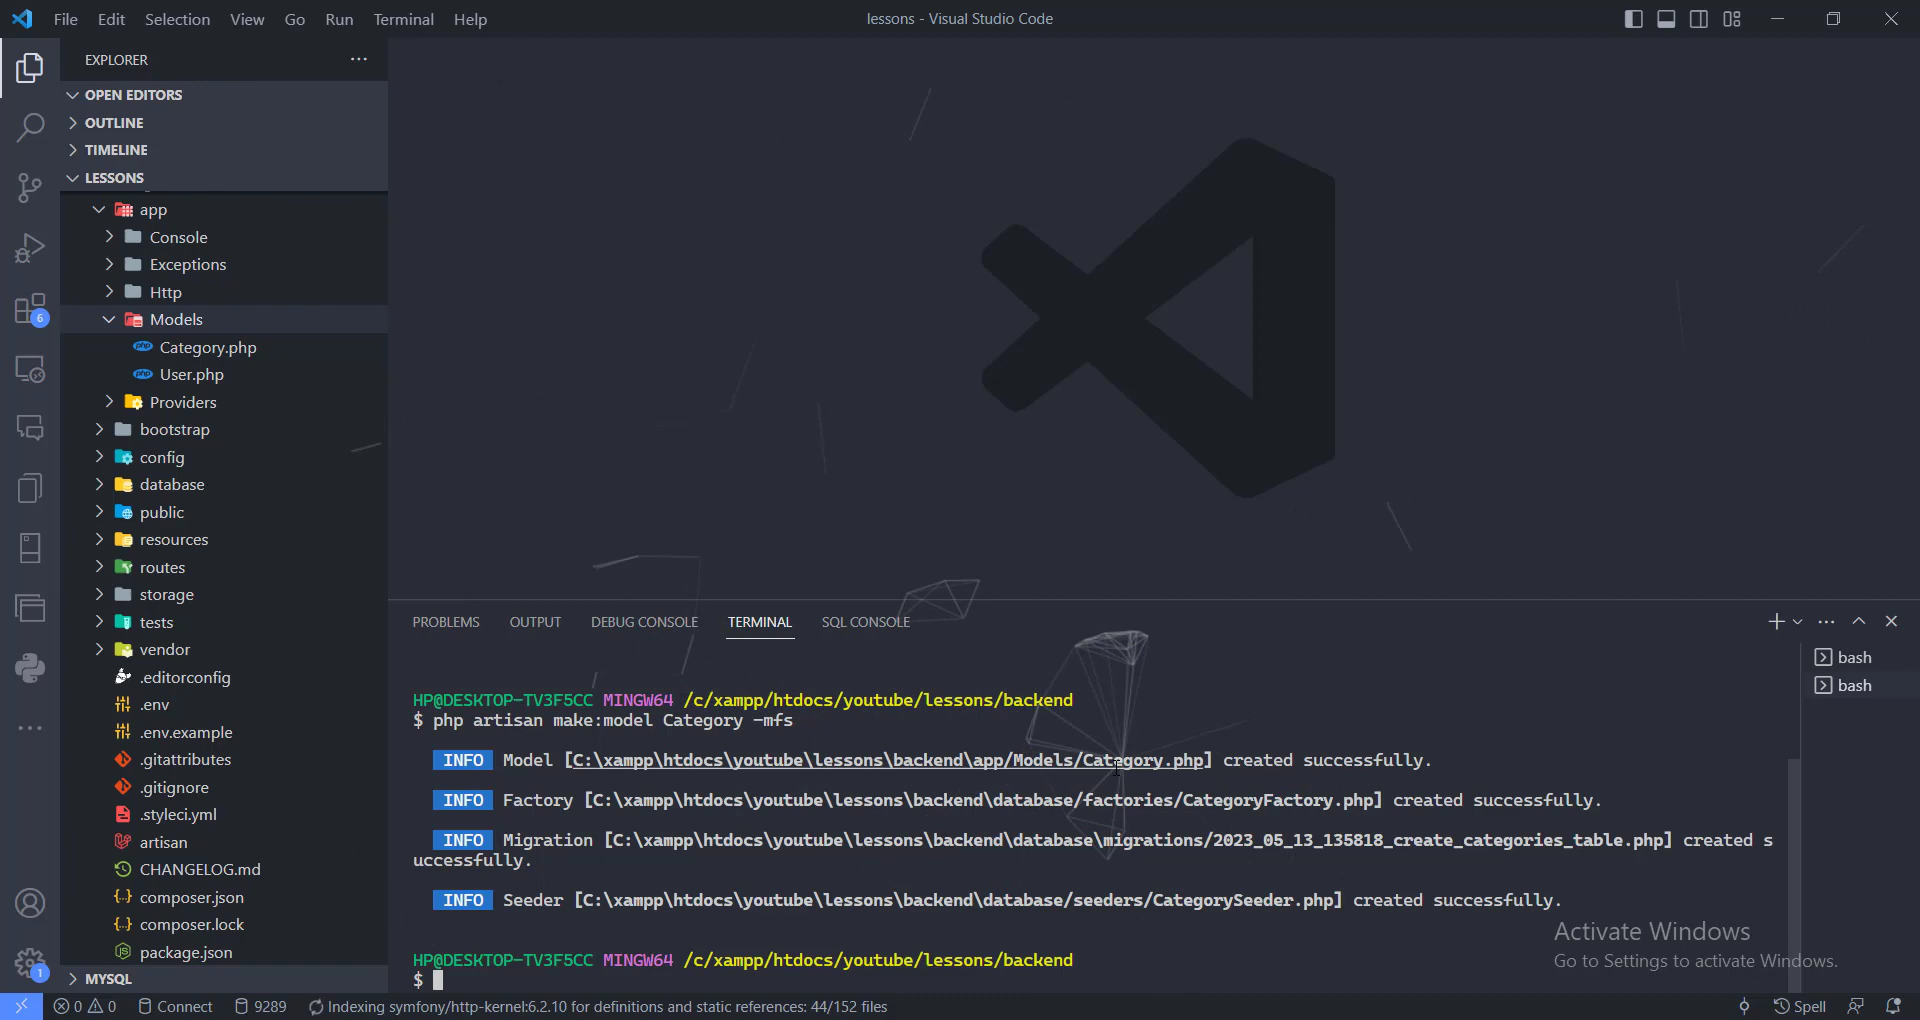 File Edit Selection View Go Run Terminal Help
lessons - Visual Studio Code
EXPLORER
OPEN EDITORS
OUTLINE
TIMELINE
LESSONS
app
Console
Exceptions
Http
Models
php Category.php
php User.php
Providers
bootstrap
config
database
public
resources
routes
storage
tests
vendor
.editorconfig
.env
.env.example
.gitattributes
.gitignore
.styleci.yml
artisan
CHANGELOG.md
composer.json
composer.lock
package.json
MYSQL
6
1
PROBLEMS OUTPUT DEBUG CONSOLE TERMINAL SQL CONSOLE
bash
bash
HP@DESKTOP-TV3F5CC MINGW64 /c/xampp/htdocs/youtube/lessons/backend
$ php artisan make:model Category -mfs
INFO Model [C:\xampp\htdocs\youtube\lessons\backend\app/Models/Category.php] created successfully.
INFO Factory [C:\xampp\htdocs\youtube\lessons\backend\database/factories/CategoryFactory.php] created successfully.
INFO Migration [C:\xampp\htdocs\youtube\lessons\backend\database\migrations/2023_05_13_135818_create_categories_table.php] created s
uccessfully.
INFO Seeder [C:\xampp\htdocs\youtube\lessons\backend\database/seeders/CategorySeeder.php] created successfully.
HP@DESKTOP-TV3F5CC MINGW64 /c/xampp/htdocs/youtube/lessons/backend
$
Activate Windows
Go to Settings to activate Windows.
0 0 Connect 9289 Indexing symfony/http-kernel:6.2.10 for definitions and static references: 44/152 files
Spell